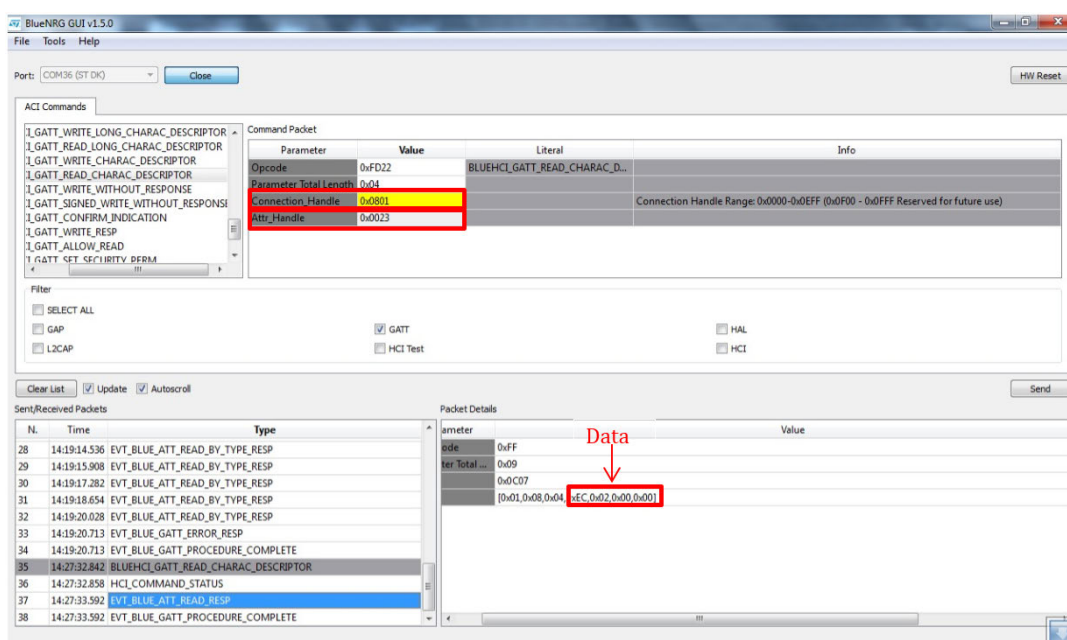 BlueNRG GUI v1.5.0
File Tools Help
Port: COM36 (ST DK) Close HW Reset
ACI Commands
I_GATT_WRITE_LONG_CHARAC_DESCRIPTOR
I_GATT_READ_LONG_CHARAC_DESCRIPTOR
I_GATT_WRITE_CHARAC_DESCRIPTOR
I_GATT_READ_CHARAC_DESCRIPTOR
I_GATT_WRITE_WITHOUT_RESPONSE
I_GATT_SIGNED_WRITE_WITHOUT_RESPONSE
I_GATT_CONFIRM_INDICATION
I_GATT_WRITE_RESP
I_GATT_ALLOW_READ
I_GATT_SET_SECURITY_PERM
Command Packet
Parameter Value Literal Info
Opcode 0xFD22 BLUEHCI_GATT_READ_CHARAC_D...
Parameter Total Length 0x04
Connection_Handle 0x0801 Connection Handle Range: 0x0000-0x0EFF (0x0F00 - 0x0FFF Reserved for future use)
Attr_Handle 0x0023
Filter
SELECT ALL
GAP GATT HAL
L2CAP HCI Test HCI
Clear List Update Autoscroll Send
Sent/Received Packets
N. Time Type
28 14:19:14.536 EVT_BLUE_ATT_READ_BY_TYPE_RESP
29 14:19:15.908 EVT_BLUE_ATT_READ_BY_TYPE_RESP
30 14:19:17.282 EVT_BLUE_ATT_READ_BY_TYPE_RESP
31 14:19:18.654 EVT_BLUE_ATT_READ_BY_TYPE_RESP
32 14:19:20.028 EVT_BLUE_ATT_READ_BY_TYPE_RESP
33 14:19:20.713 EVT_BLUE_GATT_ERROR_RESP
34 14:19:20.713 EVT_BLUE_GATT_PROCEDURE_COMPLETE
35 14:27:32.842 BLUEHCI_GATT_READ_CHARAC_DESCRIPTOR
36 14:27:32.858 HCI_COMMAND_STATUS
37 14:27:33.592 EVT_BLUE_ATT_READ_RESP
38 14:27:33.592 EVT_BLUE_GATT_PROCEDURE_COMPLETE
Packet Details
ameter Value
Data
ode 0xFF
ter Total ... 0x09
0x0C07
[0x01,0x08,0x04, xEC,0x02,0x00,0x00]